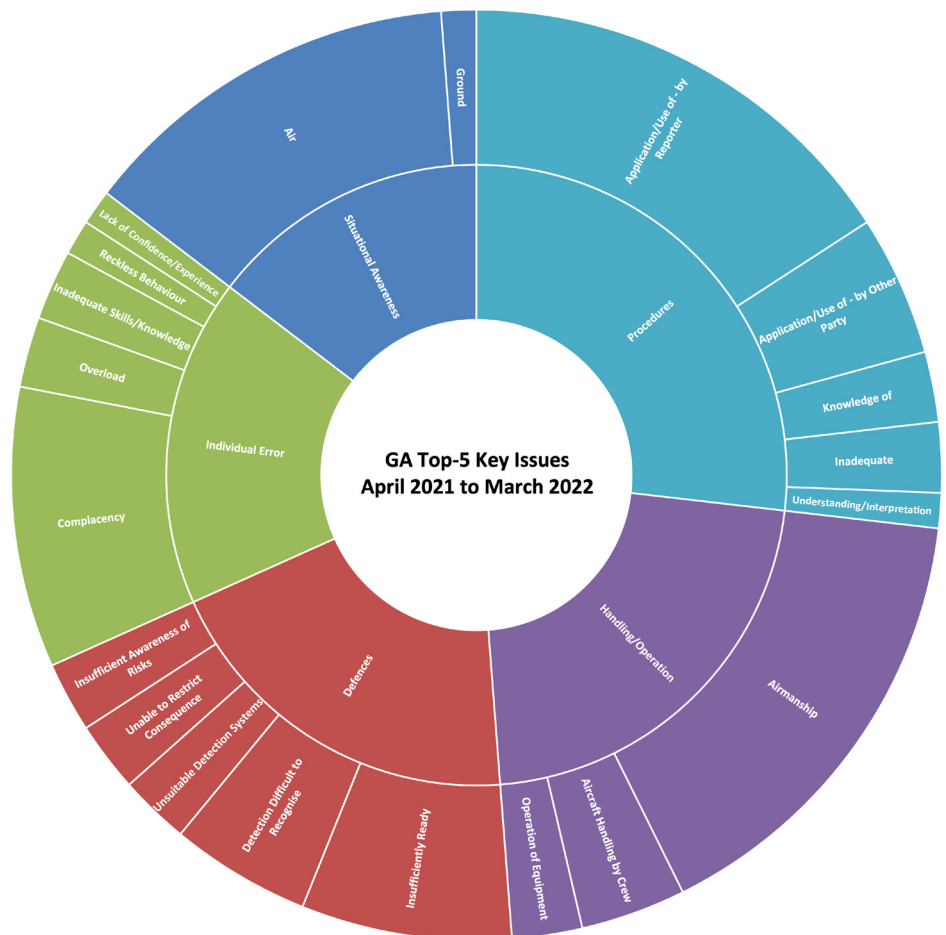 GA Top-5 Key Issues
April 2021 to March 2022
Procedures
Application/Use of - by
Reporter
Application/Use of - by Other
Party
Knowledge of
Inadequate
Understanding/Interpretation
Handling/Operation
Airmanship
Aircraft Handling by Crew
Operation of Equipment
Defences
Insufficiently Ready
Detection Difficult to
Recognise
Unsuitable Detection Systems
Unable to Restrict
Consequence
Insufficient Awareness of
Risks
Individual Error
Complacency
Overload
Inadequate Skills/Knowledge
Reckless Behaviour
Lack of Confidence/Experience
Situational Awareness
Air
Ground